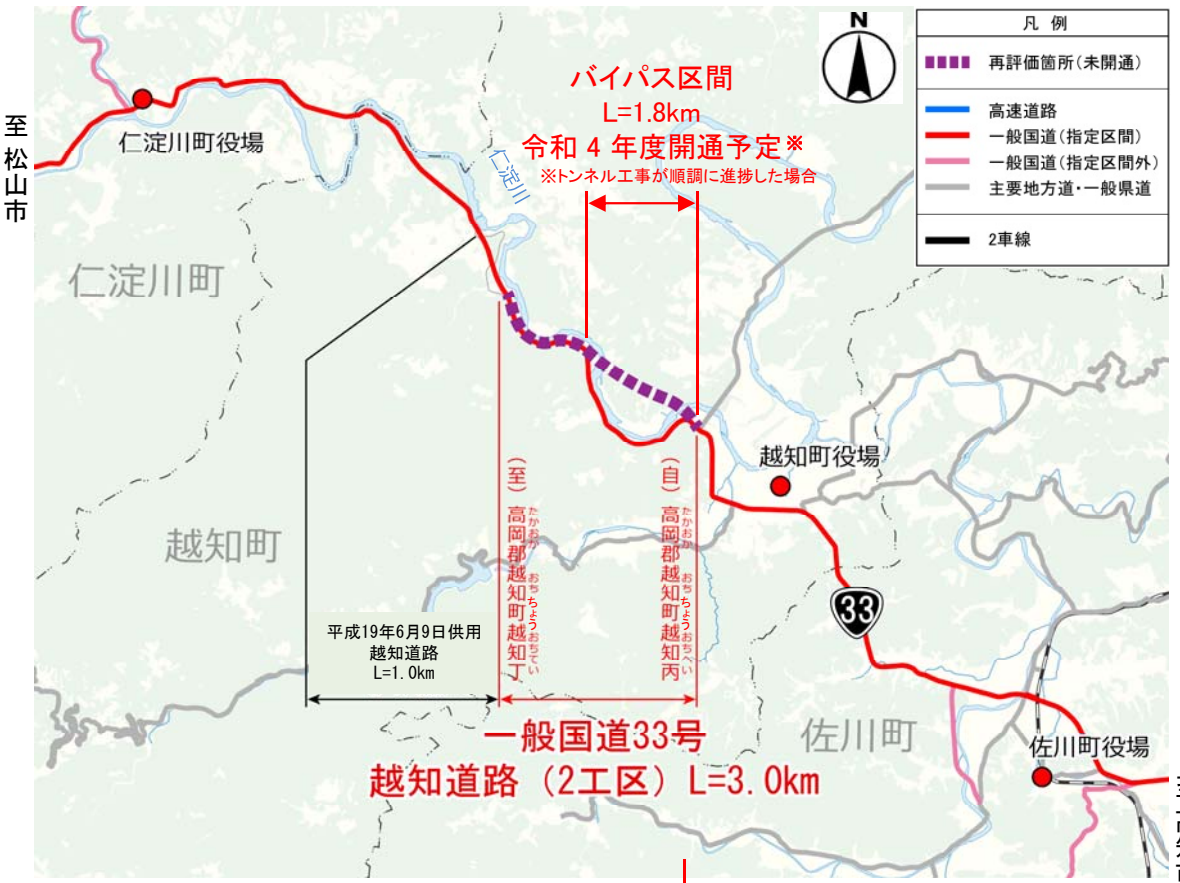 N
凡 例
再評価箇所(未開通)
高速道路
一般国道(指定区間)
一般国道(指定区間外)
主要地方道・一般県道
2車線
バイパス区間
L=1.8km
令和 4 年度開通予定※
※トンネル工事が順調に進捗した場合
至 松山市
仁淀川町役場
仁淀川
仁淀川町
越知町役場
越知町
(至)高岡郡越知町越知丁
たかおか おちちょうおちてい
(自)高岡郡越知町越知丙
たかおか おちちょうおちへい
33
平成19年6月9日供用
越知道路
L=1.0km
一般国道33号
越知道路(2工区)L=3.0km
佐川町
佐川町役場